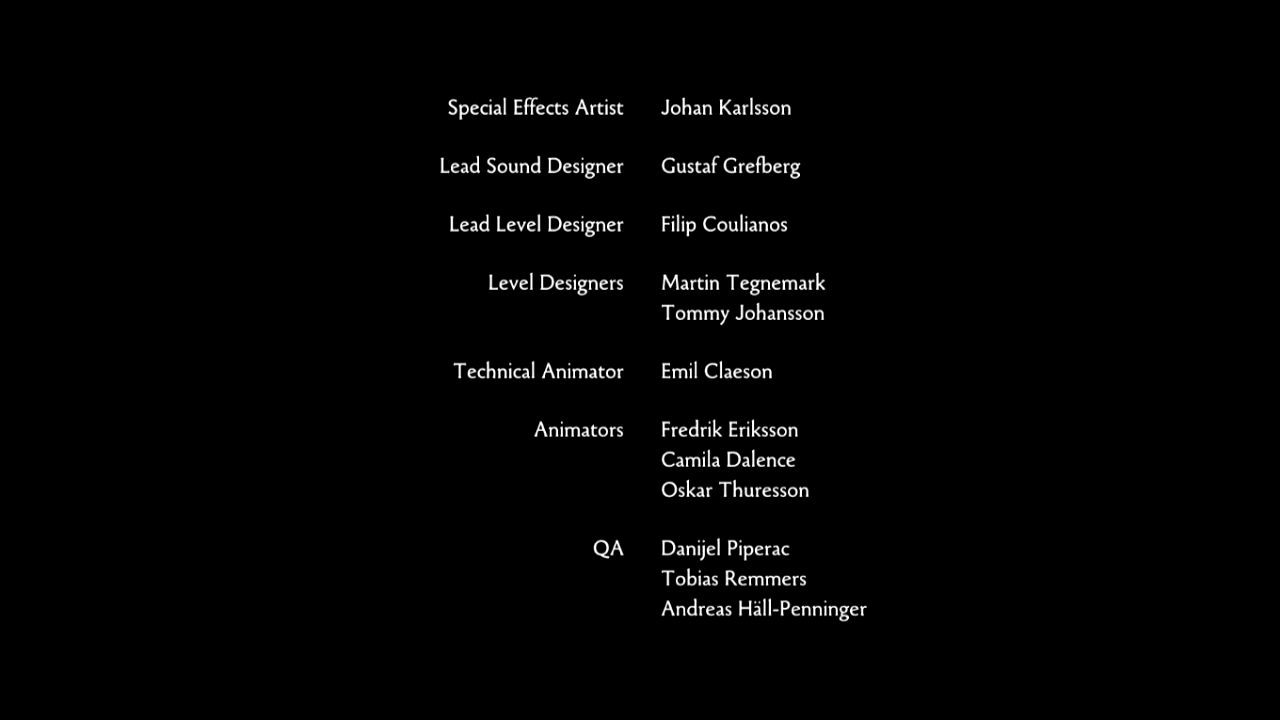 Special Effects Artist Johan Karlsson
Lead Sound Designer Gustaf Grefberg
Lead Level Designer Filip Coulianos
Level Designers Martin Tegnemark
Tommy Johansson
Technical Animator Emil Claeson
Animators Fredrik Eriksson
Camila Dalence
Oskar Thuresson
QA Danijel Piperac
Tobias Remmers
Andreas Häll-Penninger